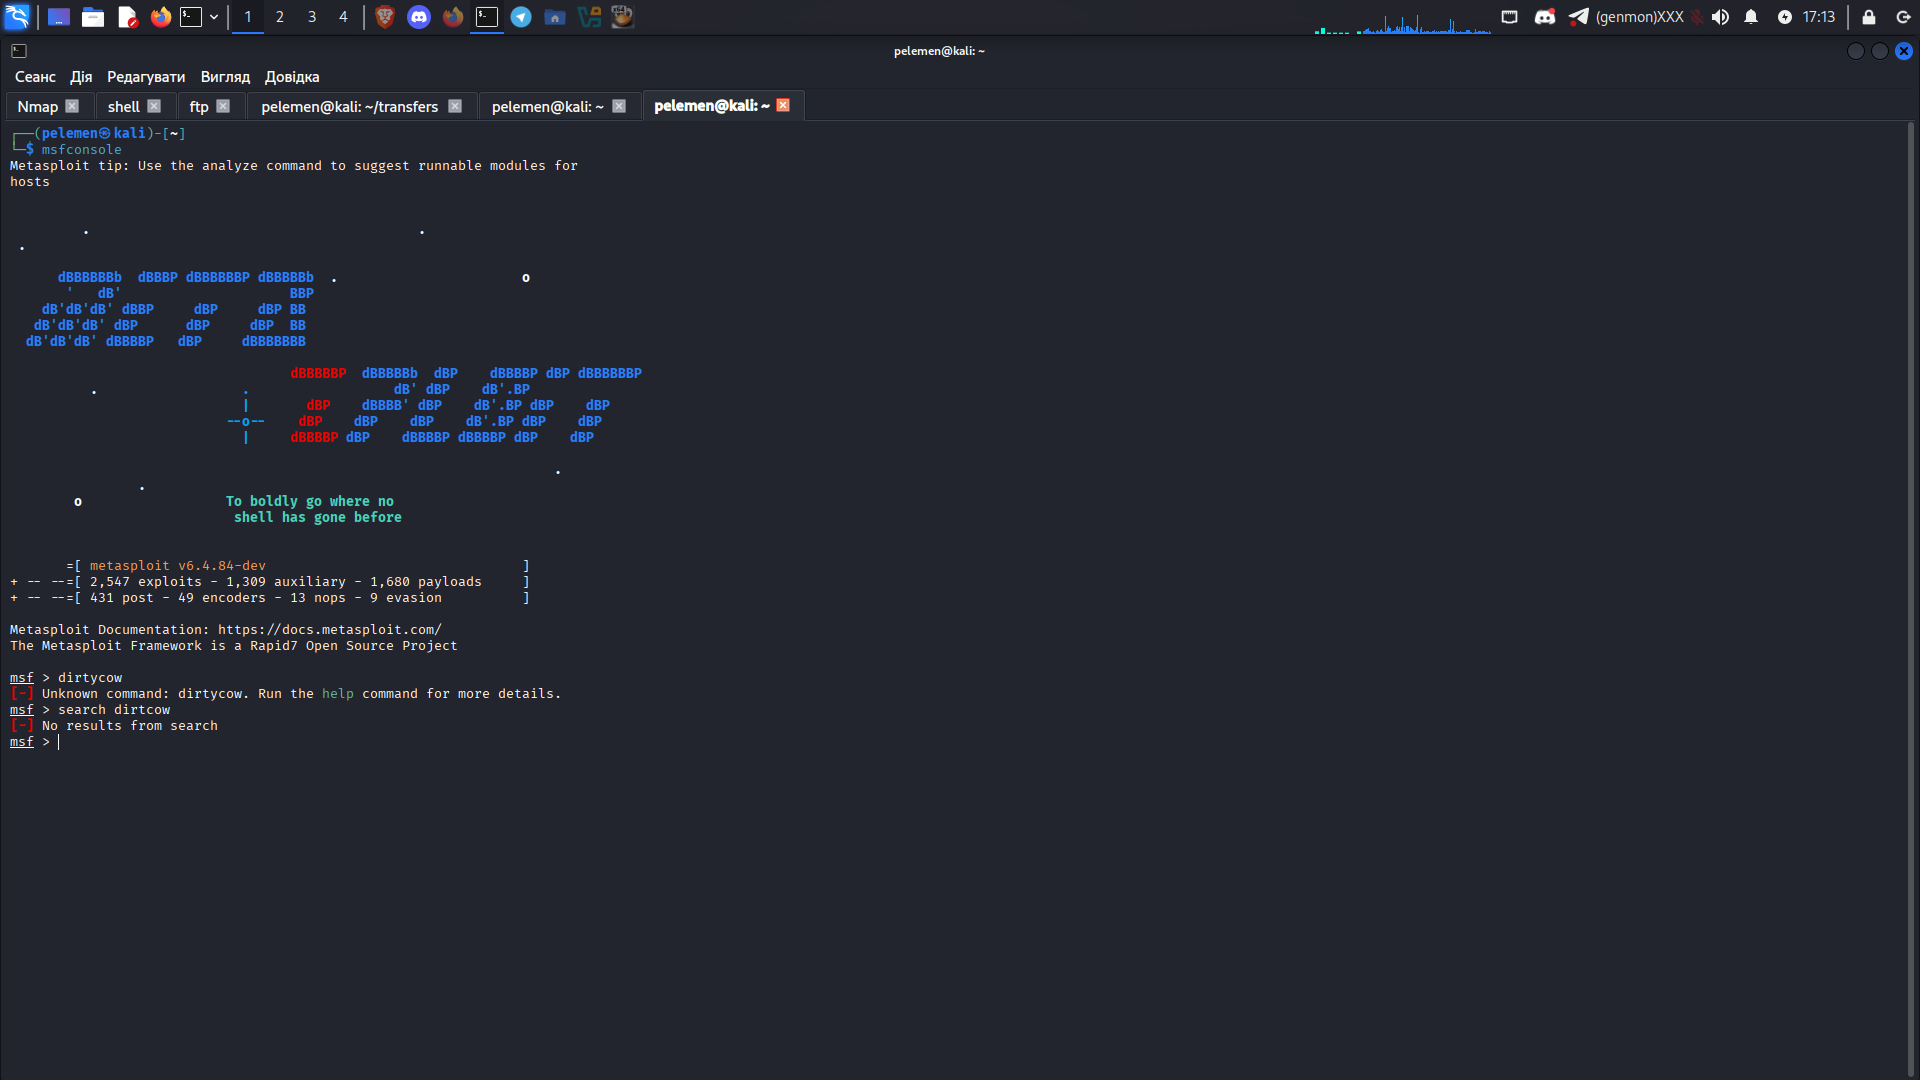 1 2 3 4 (genmon)XXX 17:13
pelemen@kali: ~
Сеанс Дія Редагувати Вигляд Довідка
Nmap shell ftp pelemen@kali: ~/transfers pelemen@kali: ~ pelemen@kali: ~
┌──(pelemen㉿kali)-[~]
└─$ msfconsole
Metasploit tip: Use the analyze command to suggest runnable modules for
hosts
. .
.
dBBBBBBb dBBBP dBBBBBBP dBBBBBb . o
' dB' BBP
dB'dB'dB' dBBP dBP dBP BB
dB'dB'dB' dBP dBP dBP BB
dB'dB'dB' dBBBBP dBP dBBBBBBB
dBBBBBP dBBBBBb dBP dBBBBP dBP dBBBBBBP
. . dB' dBP dB'.BP
| dBP dBBBB' dBP dB'.BP dBP dBP
--o-- dBP dBP dBP dB'.BP dBP dBP
| dBBBBP dBP dBBBBP dBBBBP dBP dBP
.
.
o To boldly go where no
shell has gone before
=[ metasploit v6.4.84-dev ]
+ -- --=[ 2,547 exploits - 1,309 auxiliary - 1,680 payloads ]
+ -- --=[ 431 post - 49 encoders - 13 nops - 9 evasion ]
Metasploit Documentation: https://docs.metasploit.com/
The Metasploit Framework is a Rapid7 Open Source Project
msf > dirtycow
[-] Unknown command: dirtycow. Run the help command for more details.
msf > search dirtcow
[-] No results from search
msf >